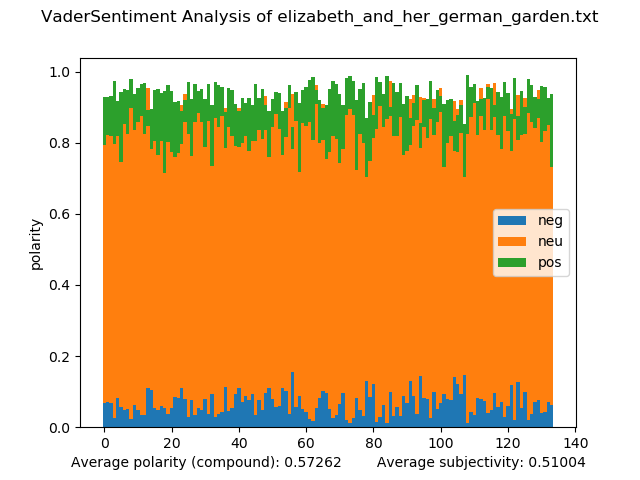 VaderSentiment Analysis of elizabeth_and_her_german_garden.txt
1.0
0.8
0.6
0.4
0.2
0.0
polarity
neg
neu
pos
0 20 40 60 80 100 120 140
Average polarity (compound): 0.57262 Average subjectivity: 0.51004